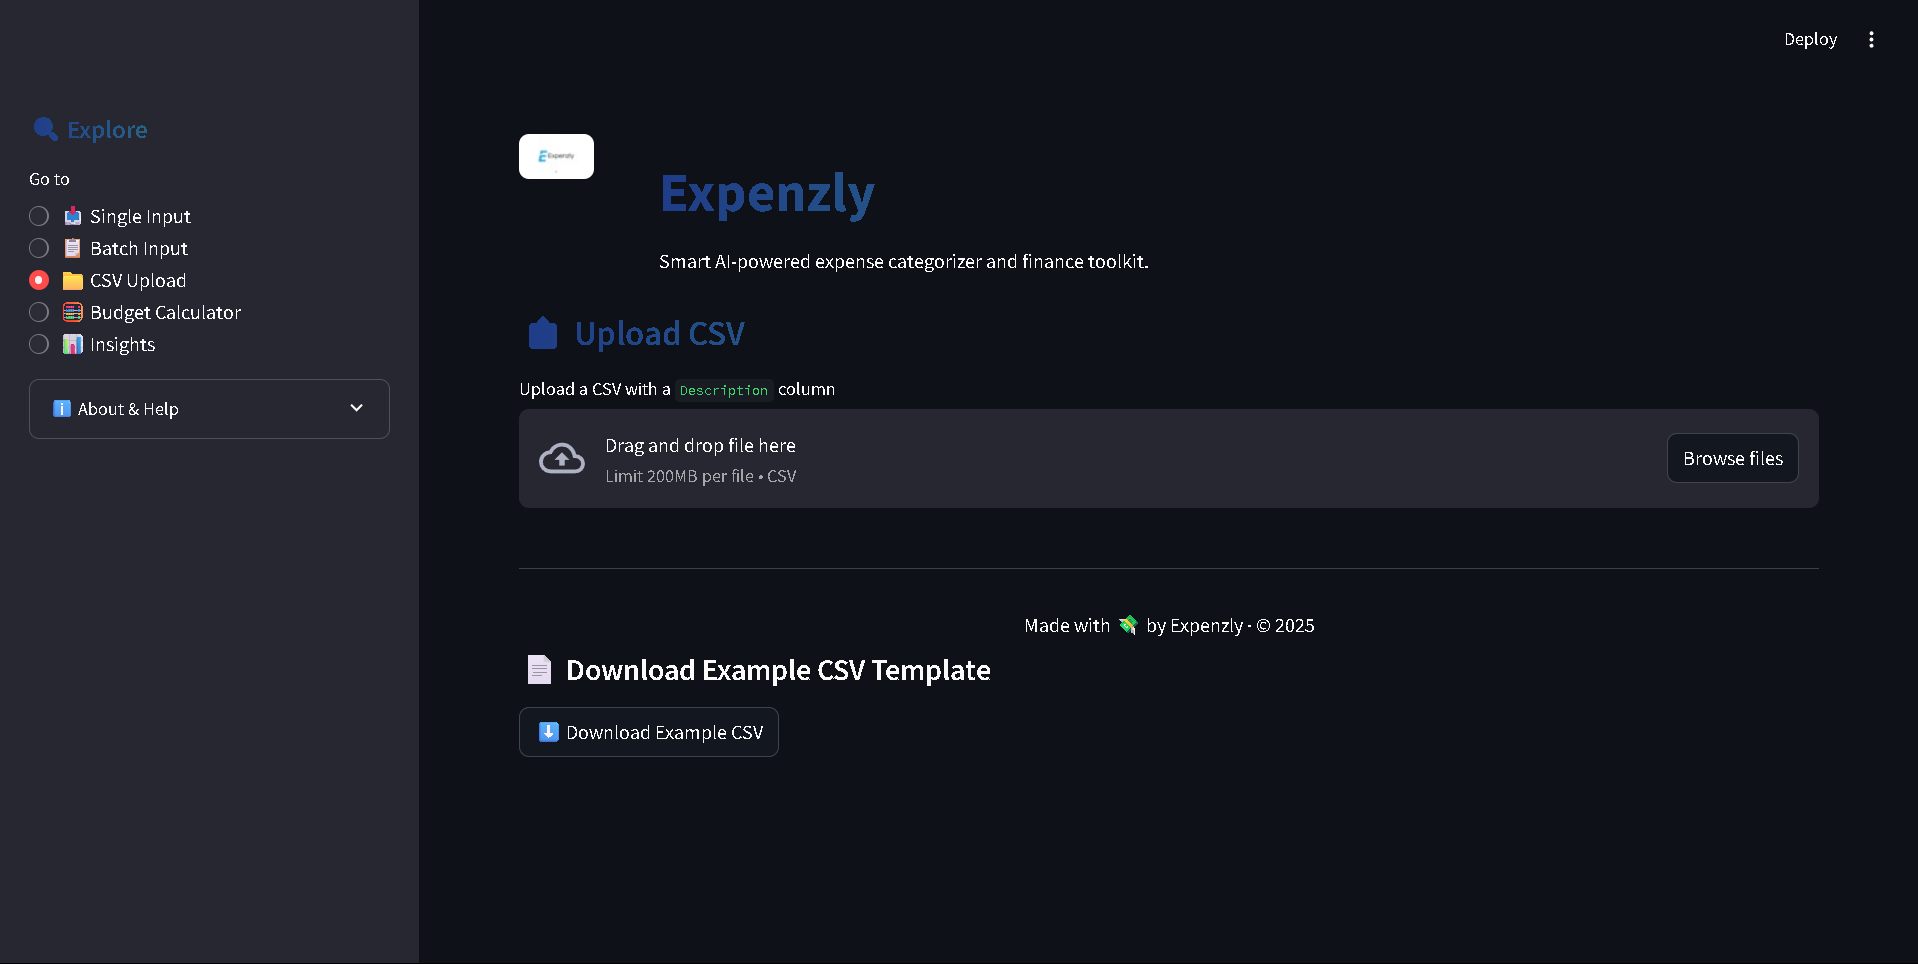 Deploy
🔍 Explore
Go to
Single Input
Batch Input
CSV Upload
Budget Calculator
Insights
About & Help
Expenzly
Expenzly
Smart AI-powered expense categorizer and finance toolkit.
Upload CSV
Upload a CSV with a Description column
Drag and drop file here
Limit 200MB per file • CSV
Browse files
Made with 💸 by Expenzly · © 2025
Download Example CSV Template
Download Example CSV